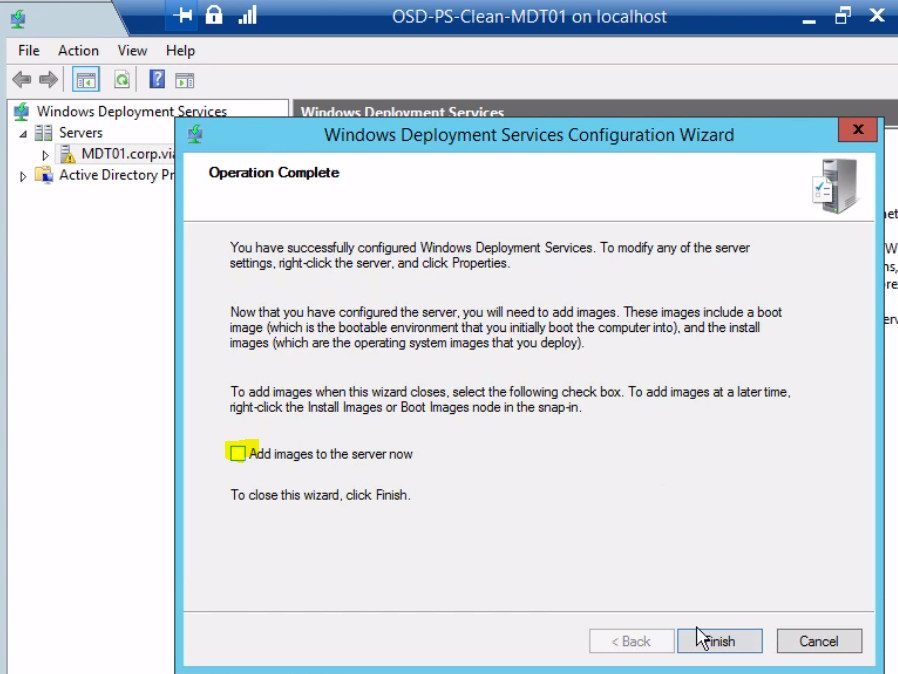 OSD-PS-Clean-MDT01 on localhost
File Action View Help
Windows Deployment Services
Windows Deployment Services
Servers
MDT01.corp.via
Active Directory Pr
Windows Deployment Services Configuration Wizard
Operation Complete
You have successfully configured Windows Deployment Services. To modify any of the server
settings, right-click the server, and click Properties.
Now that you have configured the server, you will need to add images. These images include a boot
image (which is the bootable environment that you initially boot the computer into), and the install
images (which are the operating system images that you deploy).
To add images when this wizard closes, select the following check box. To add images at a later time,
right-click the Install Images or Boot Images node in the snap-in.
Add images to the server now
To close this wizard, click Finish.
< Back
Finish
Cancel